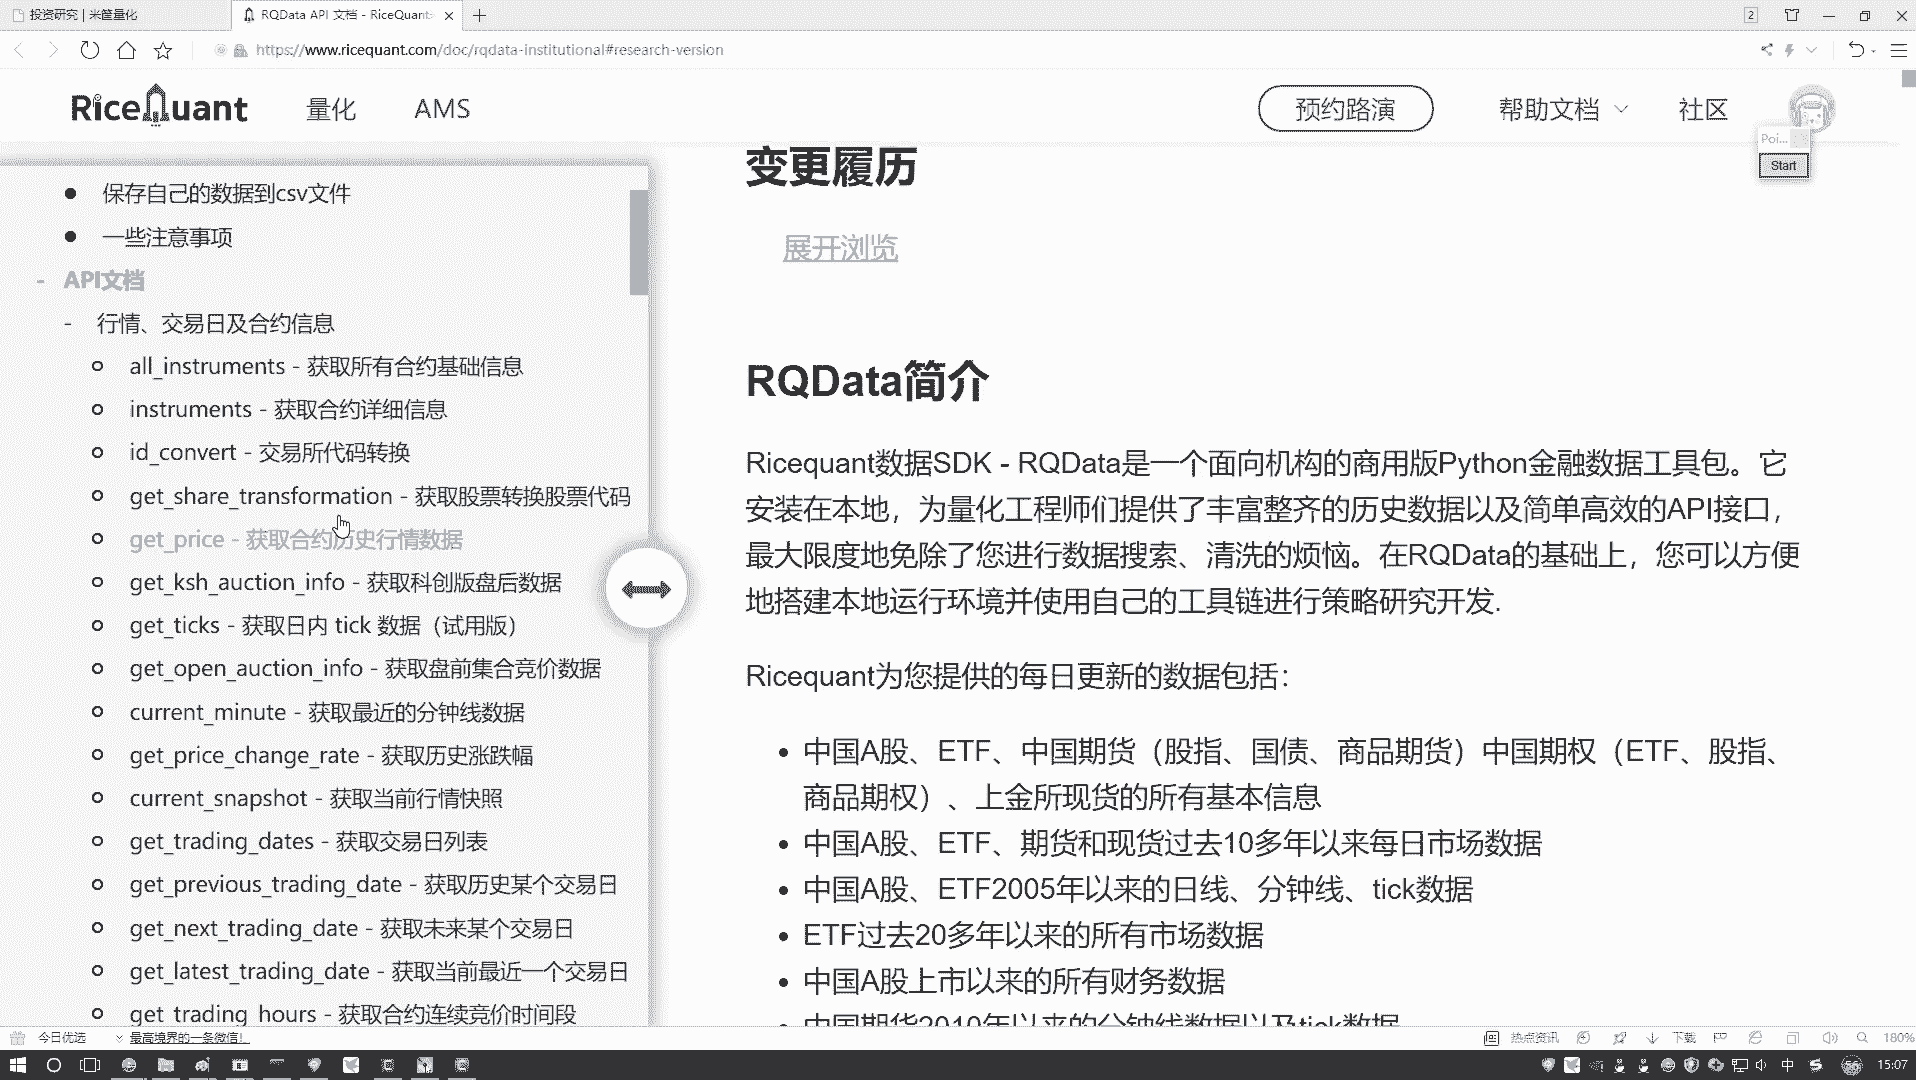 投资研究 | 米筐量化
RQData API 文档 - RiceQuant
2
https://www.ricequant.com/doc/rqdata-institutional#research-version
RiceQuant
量化
AMS
预约路演
帮助文档
社区
Poi...
Start
保存自己的数据到csv文件
一些注意事项
- API文档
- 行情、交易日及合约信息
all_instruments - 获取所有合约基础信息
instruments - 获取合约详细信息
id_convert - 交易所代码转换
get_share_transformation - 获取股票转换股票代码
get_price - 获取合约历史行情数据
get_ksh_auction_info - 获取科创版盘后数据
get_ticks - 获取日内 tick 数据（试用版）
get_open_auction_info - 获取盘前集合竞价数据
current_minute - 获取最近的分钟线数据
get_price_change_rate - 获取历史涨跌幅
current_snapshot - 获取当前行情快照
get_trading_dates - 获取交易日列表
get_previous_trading_date - 获取历史某个交易日
get_next_trading_date - 获取未来某个交易日
get_latest_trading_date - 获取当前最近一个交易日
get_trading_hours - 获取合约连续竞价时间段
变更履历
展开浏览
RQData简介
Ricequant数据SDK - RQData是一个面向机构的商用版Python金融数据工具包。它
安装在本地，为量化工程师们提供了丰富整齐的历史数据以及简单高效的API接口，
最大限度地免除了您进行数据搜索、清洗的烦恼。在RQData的基础上，您可以方便
地搭建本地运行环境并使用自己的工具链进行策略研究开发.
Ricequant为您提供的每日更新的数据包括：
中国A股、ETF、中国期货（股指、国债、商品期货）中国期权（ETF、股指、
商品期权）、上金所现货的所有基本信息
中国A股、ETF、期货和现货过去10多年以来每日市场数据
中国A股、ETF2005年以来的日线、分钟线、tick数据
ETF过去20多年以来的所有市场数据
中国A股上市以来的所有财务数据
中国期货2010年以来的分钟线数据以及tick数据
今日优选
最高境界的一条微信!
热点资讯
下载
180%
中
56
15:07